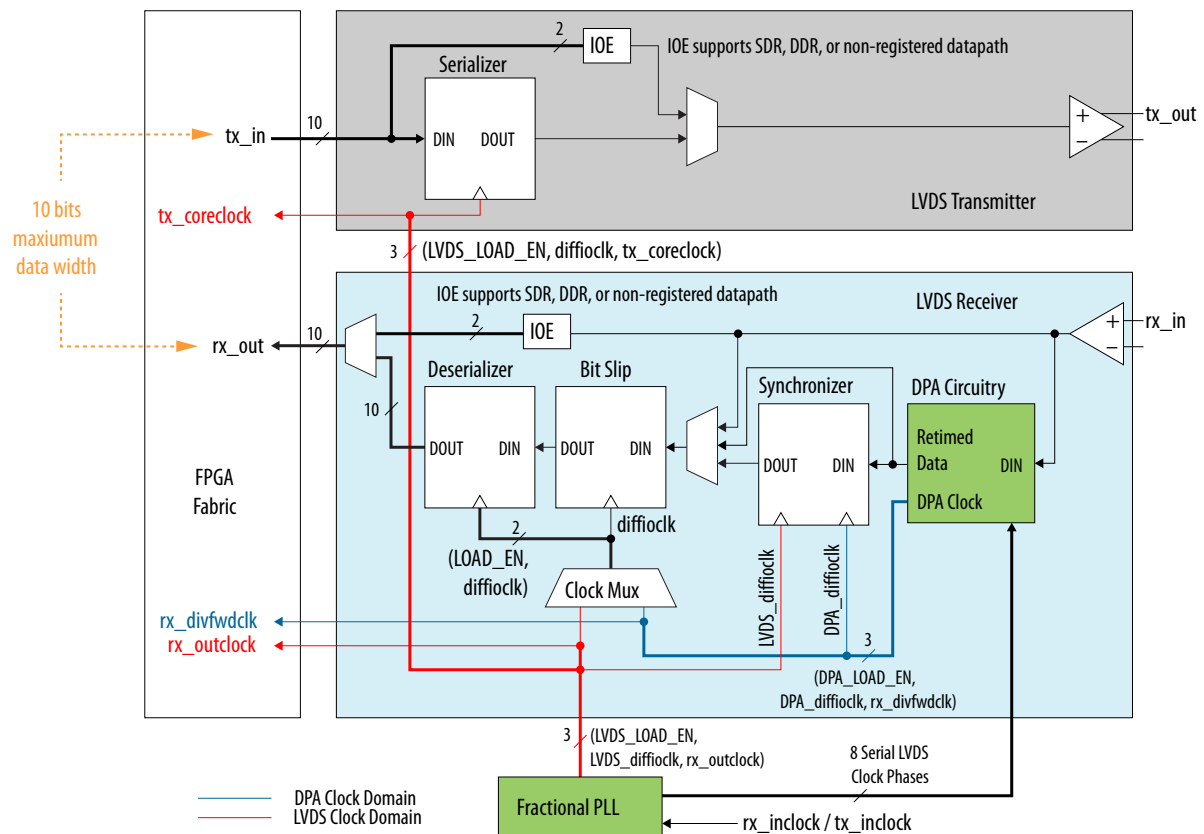 2
IOE
IOE supports SDR, DDR, or non-registered datapath
Serializer
10
tx_in
DIN
DOUT
+
−
tx_out
LVDS Transmitter
tx_coreclock
10 bits
maxiumum
data width
3
(LVDS_LOAD_EN, diffioclk, tx_coreclock)
IOE supports SDR, DDR, or non-registered datapath
LVDS Receiver
2
IOE
+
−
rx_in
10
rx_out
Deserializer
Bit Slip
Synchronizer
DPA Circuitry
10
DOUT
DIN
DOUT
DIN
DOUT
DIN
Retimed
Data
DIN
DPA Clock
FPGA
Fabric
2
(LOAD_EN,
diffioclk)
diffioclk
Clock Mux
LVDS_diffioclk
DPA_diffioclk
rx_divfwdclk
rx_outclock
3
(DPA_LOAD_EN,
DPA_diffioclk, rx_divfwdclk)
3
(LVDS_LOAD_EN,
LVDS_diffioclk, rx_outclock)
8 Serial LVDS
Clock Phases
DPA Clock Domain
LVDS Clock Domain
Fractional PLL
rx_inclock / tx_inclock